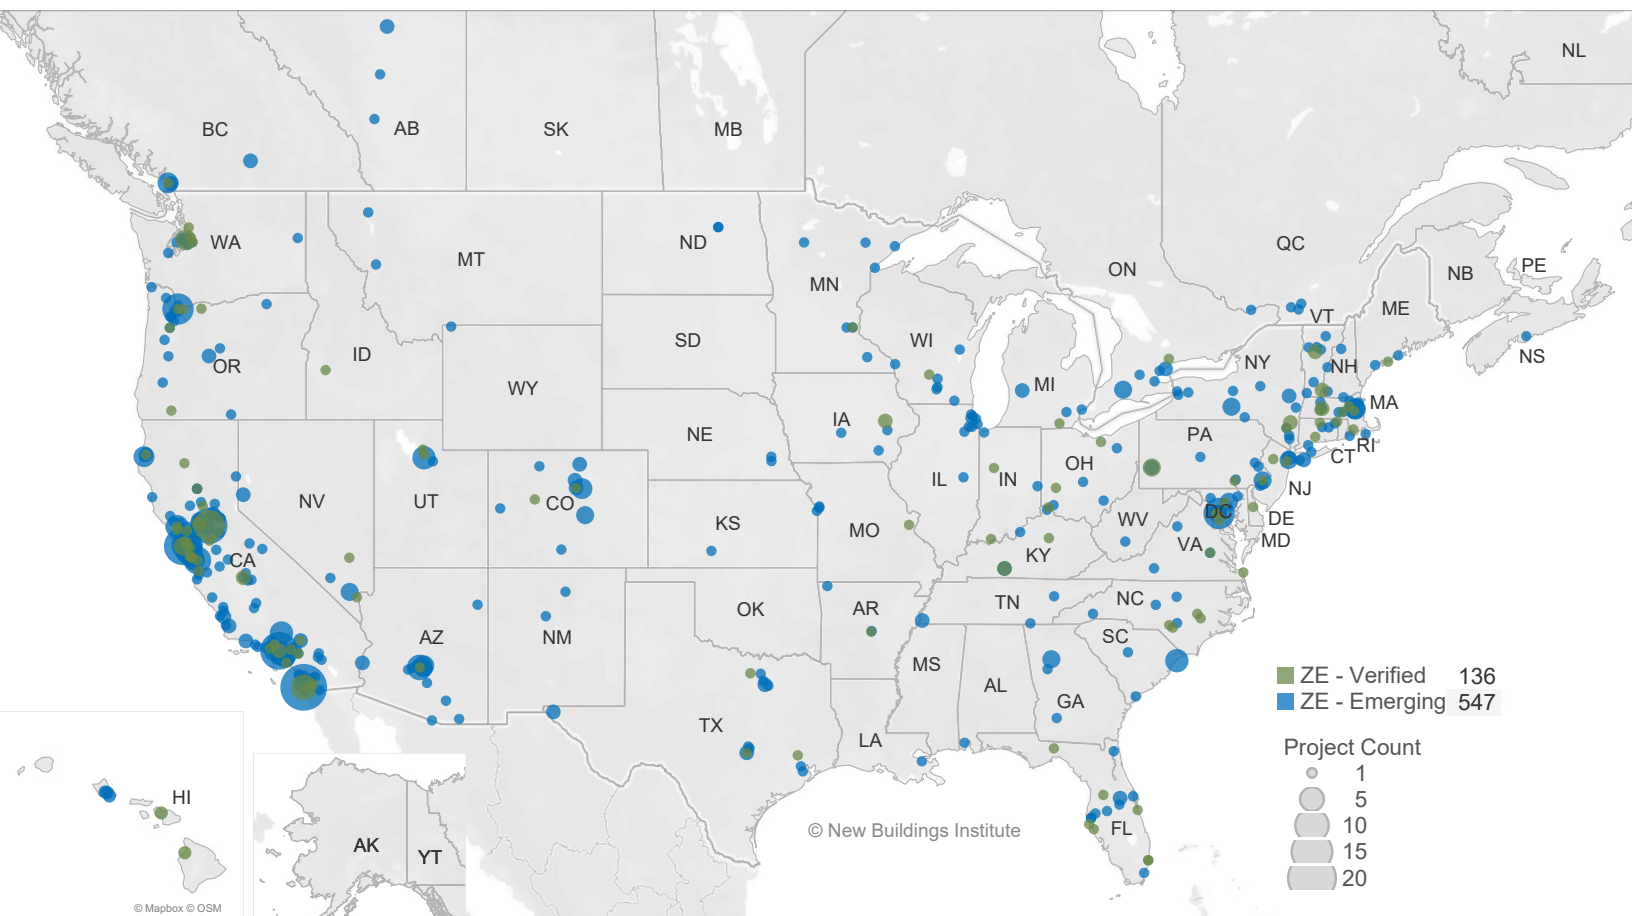 NL
BC
AB
SK
MB
WA
MT
ND
MN
ON
QC
NB
PE
ME
VT
NS
OR
ID
SD
WI
MI
NY
NH
MA
WY
IA
NE
PA
RI
CT
NV
UT
CO
IL
IN
OH
NJ
KS
MO
WV
DC
DE
MD
VA
KY
CA
OK
AR
TN
NC
AZ
NM
SC
MS
AL
GA
TX
LA
FL
HI
AK
YT
ZE - Verified 136
ZE - Emerging 547
Project Count
1
5
10
15
20
© New Buildings Institute
© Mapbox © OSM